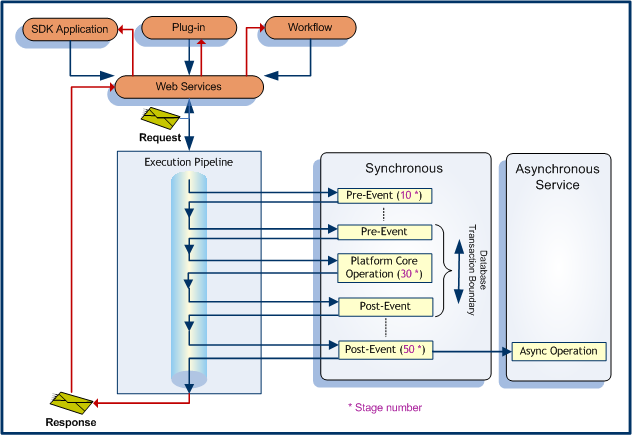 SDK Application
Plug-in
Workflow
Web Services
Request
Execution Pipeline
Synchronous
Asynchronous
Service
Pre-Event (10 *)
Pre-Event
Platform Core
Operation (30 *)
Post-Event
Post-Event (50 *)
Database
Transaction Boundary
Async Operation
Response
* Stage number